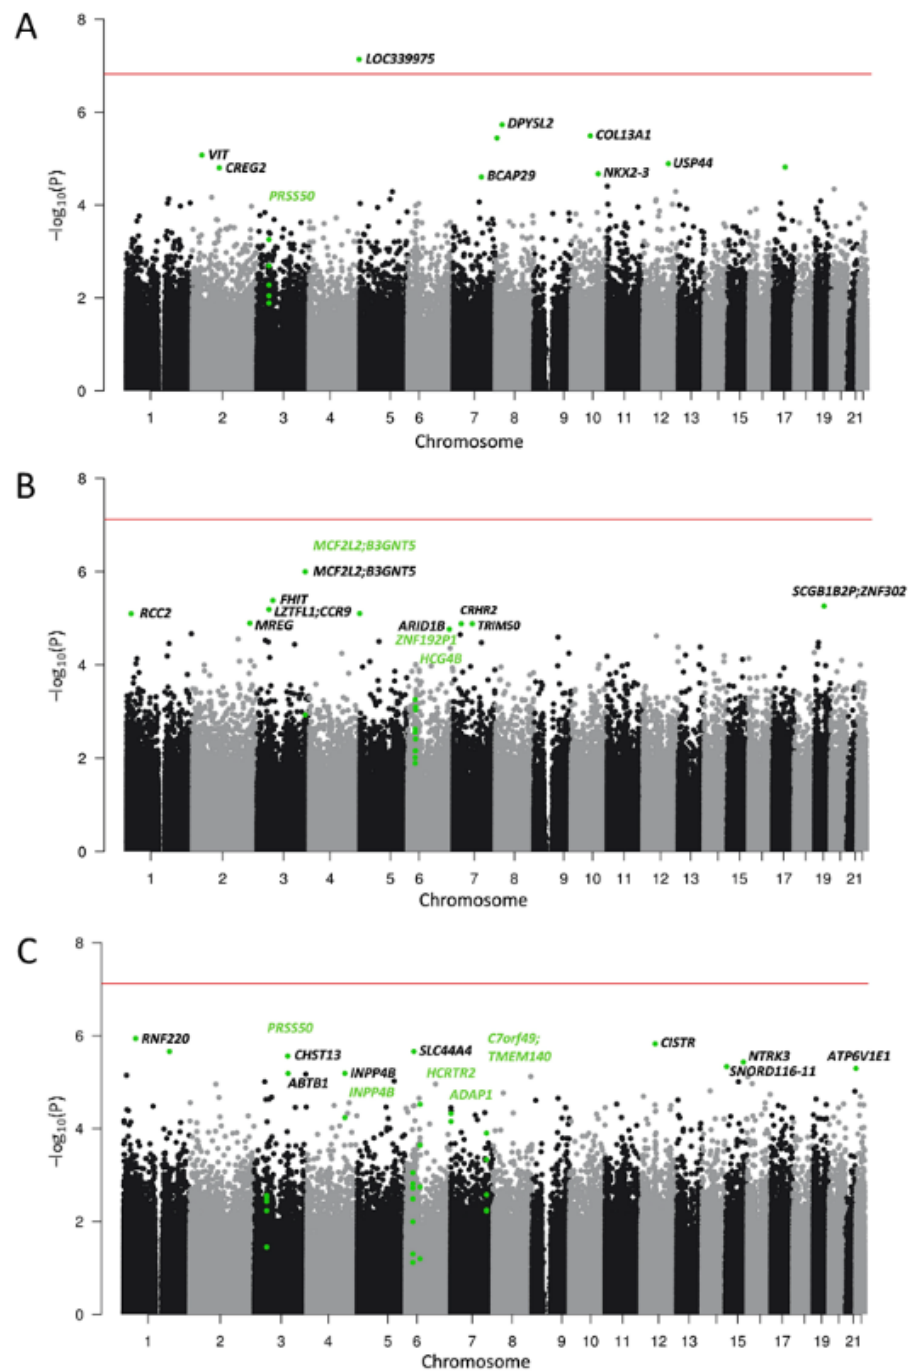 A
8
LOC339975
6
DPYSL2
COL13A1
VIT
CREG2
USP44
BCAP29
NKX2-3
PRSS50
4
2
0
−log10(P)
1 2 3 4 5 6 7 8 9 10 11 12 13 15 17 19 21
Chromosome
B
8
MCF2L2;B3GNT5
6
MCF2L2;B3GNT5
SCGB1B2P;ZNF302
FHIT
RCC2
LZTFL1;CCR9
CRHR2
MREG
ARID1B
TRIM50
ZNF192P1
HCG4B
4
2
0
−log10(P)
1 2 3 4 5 6 7 8 9 10 11 12 13 15 17 19 21
Chromosome
C
8
6
PRSS50
C7orf49;
TMEM140
RNF220
CISTR
SLC44A4
CHST13
NTRK3
ATP6V1E1
ABTB1
INPP4B
HCRTR2
SNORD116-11
INPP4B
ADAP1
4
2
0
−log10(P)
1 2 3 4 5 6 7 8 9 10 11 12 13 15 17 19 21
Chromosome